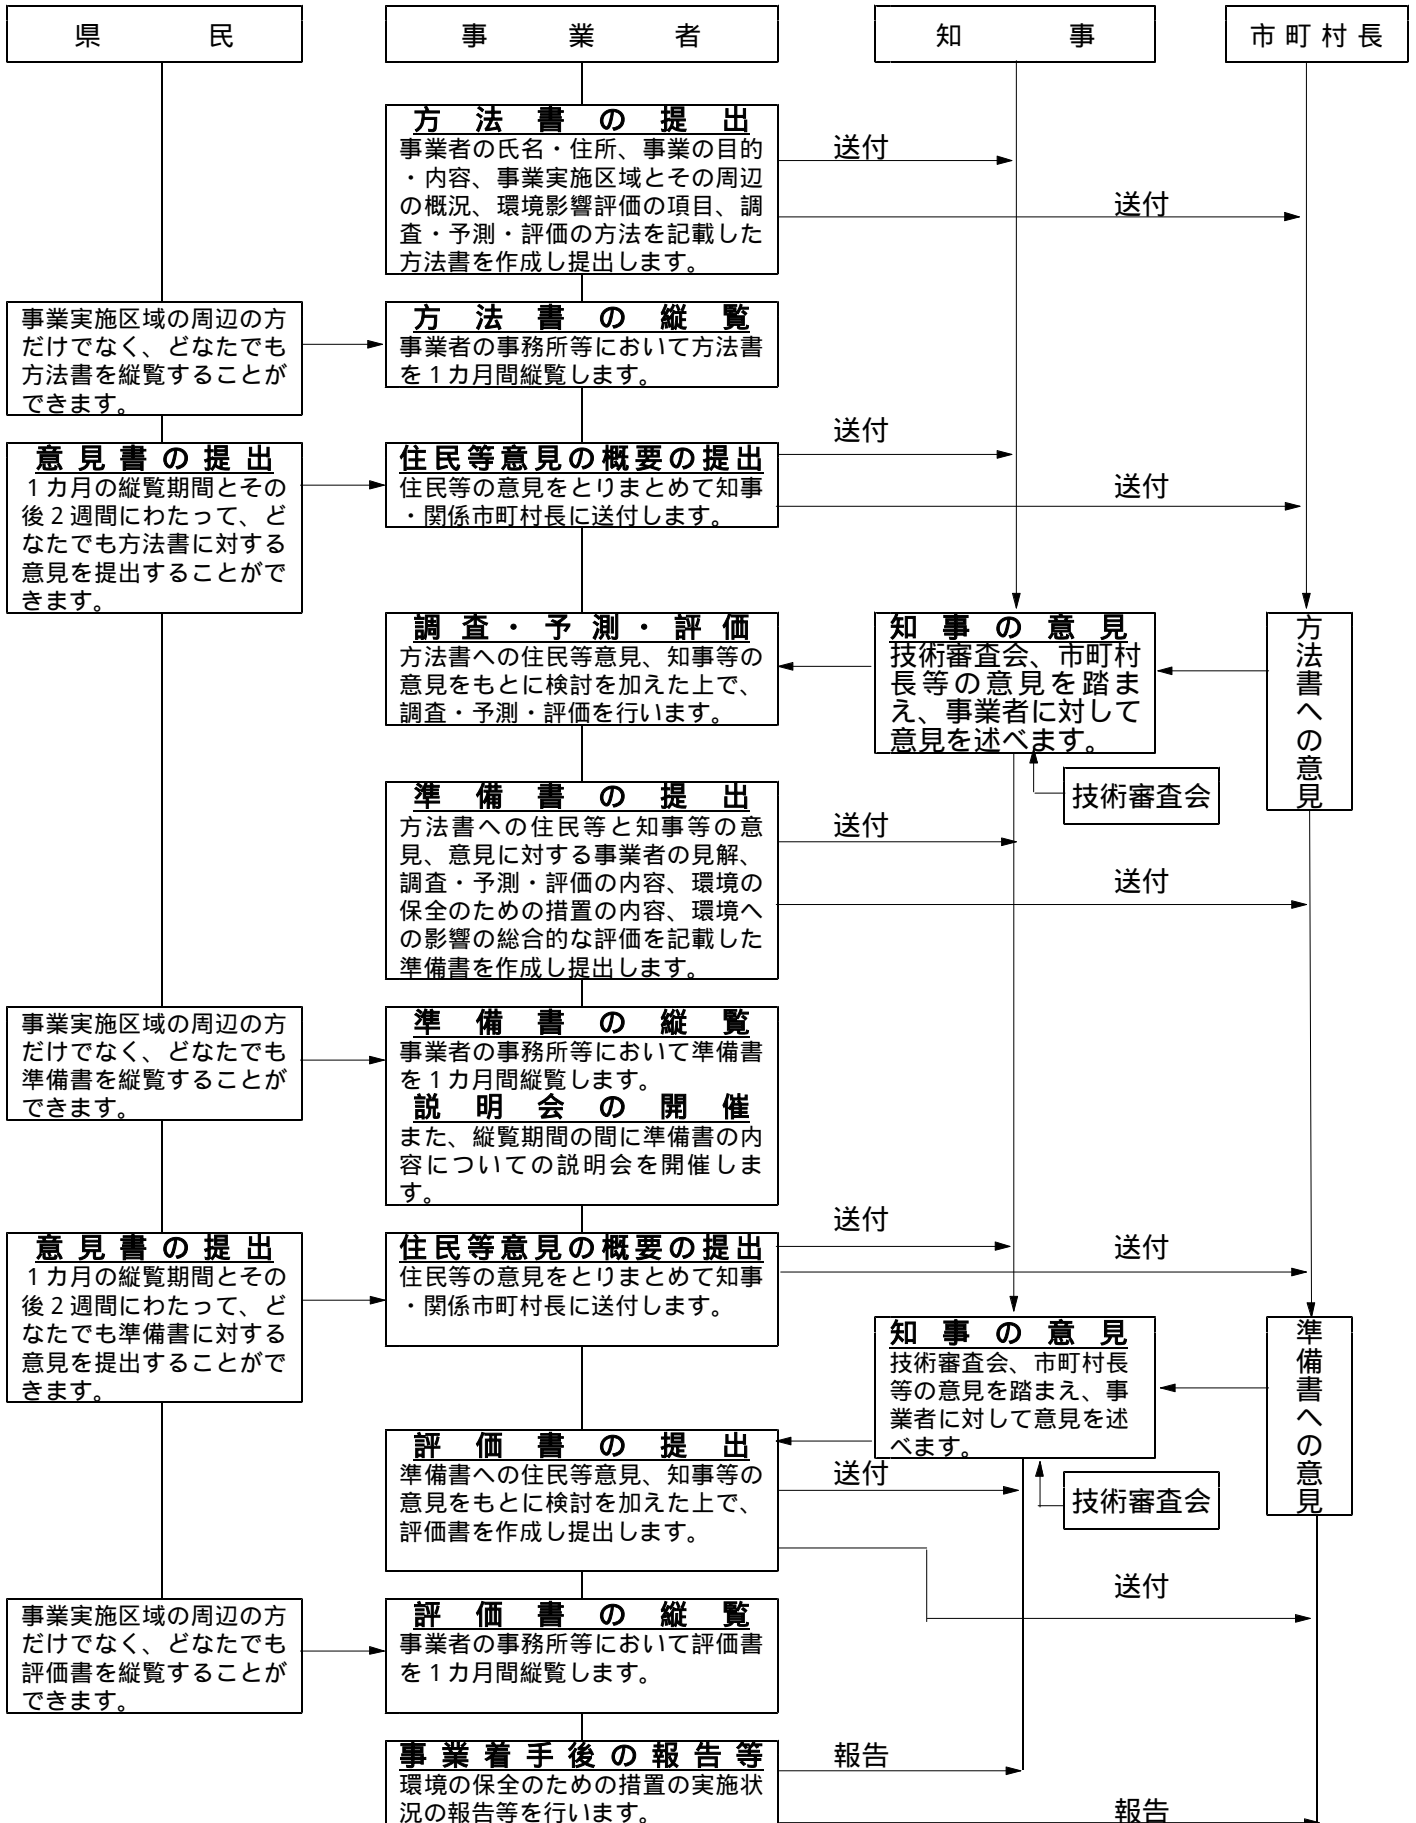 県民
事業者
知事
市町村長
方法書の提出
事業者の氏名・住所、事業の目的
・内容、事業実施区域とその周辺
の概況、環境影響評価の項目、調
査・予測・評価の方法を記載した
方法書を作成し提出します。
送付
送付
事業実施区域の周辺の方
だけでなく、どなたでも
方法書を縦覧することが
できます。
方法書の縦覧
事業者の事務所等において方法書
を1カ月間縦覧します。
意見書の提出
1カ月の縦覧期間とその
後2週間にわたって、ど
なたでも方法書に対する
意見を提出することがで
きます。
住民等意見の概要の提出
住民等の意見をとりまとめて知事
・関係市町村長に送付します。
送付
送付
調査・予測・評価
方法書への住民等意見、知事等の
意見をもとに検討を加えた上で、
調査・予測・評価を行います。
知事の意見
技術審査会、市町村
長等の意見を踏ま
え、事業者に対して
意見を述べます。
方法書への意見
技術審査会
準備書の提出
方法書への住民等と知事等の意
見、意見に対する事業者の見解、
調査・予測・評価の内容、環境の
保全のための措置の内容、環境へ
の影響の総合的な評価を記載した
準備書を作成し提出します。
送付
送付
事業実施区域の周辺の方
だけでなく、どなたでも
準備書を縦覧することが
できます。
準備書の縦覧
事業者の事務所等において準備書
を1カ月間縦覧します。
説明会の開催
また、縦覧期間の間に準備書の内
容についての説明会を開催しま
す。
意見書の提出
1カ月の縦覧期間とその
後2週間にわたって、ど
なたでも準備書に対する
意見を提出することがで
きます。
住民等意見の概要の提出
住民等の意見をとりまとめて知事
・関係市町村長に送付します。
送付
送付
知事の意見
技術審査会、市町村長
等の意見を踏まえ、事
業者に対して意見を述
べます。
準備書への意見
技術審査会
評価書の提出
準備書への住民等意見、知事等の
意見をもとに検討を加えた上で、
評価書を作成し提出します。
送付
送付
事業実施区域の周辺の方
だけでなく、どなたでも
評価書を縦覧することが
できます。
評価書の縦覧
事業者の事務所等において評価書
を1カ月間縦覧します。
事業着手後の報告等
環境の保全のための措置の実施状
況の報告等を行います。
報告
報告